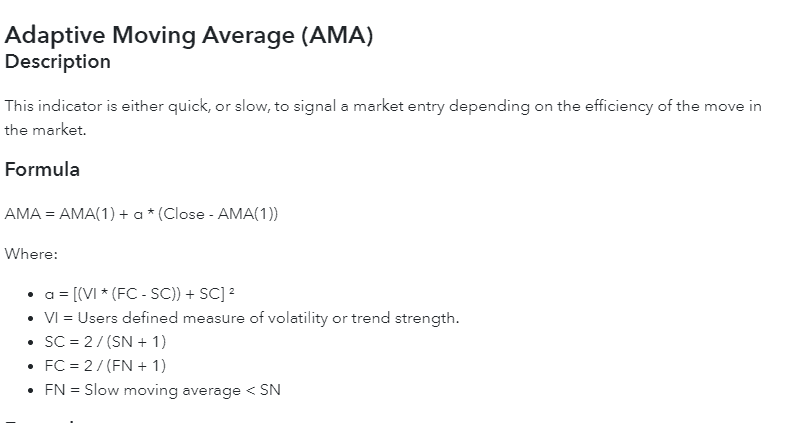 Adaptive Moving Average (AMA)
Description
This indicator is either quick, or slow, to signal a market entry depending on the efficiency of the move in
the market.
Formula
AMA = AMA(1) + α * (Close - AMA(1))
Where:
• α = [(VI * (FC - SC)) + SC] ²
• VI = Users defined measure of volatility or trend strength.
• SC = 2 / (SN + 1)
• FC = 2 / (FN + 1)
• FN = Slow moving average < SN